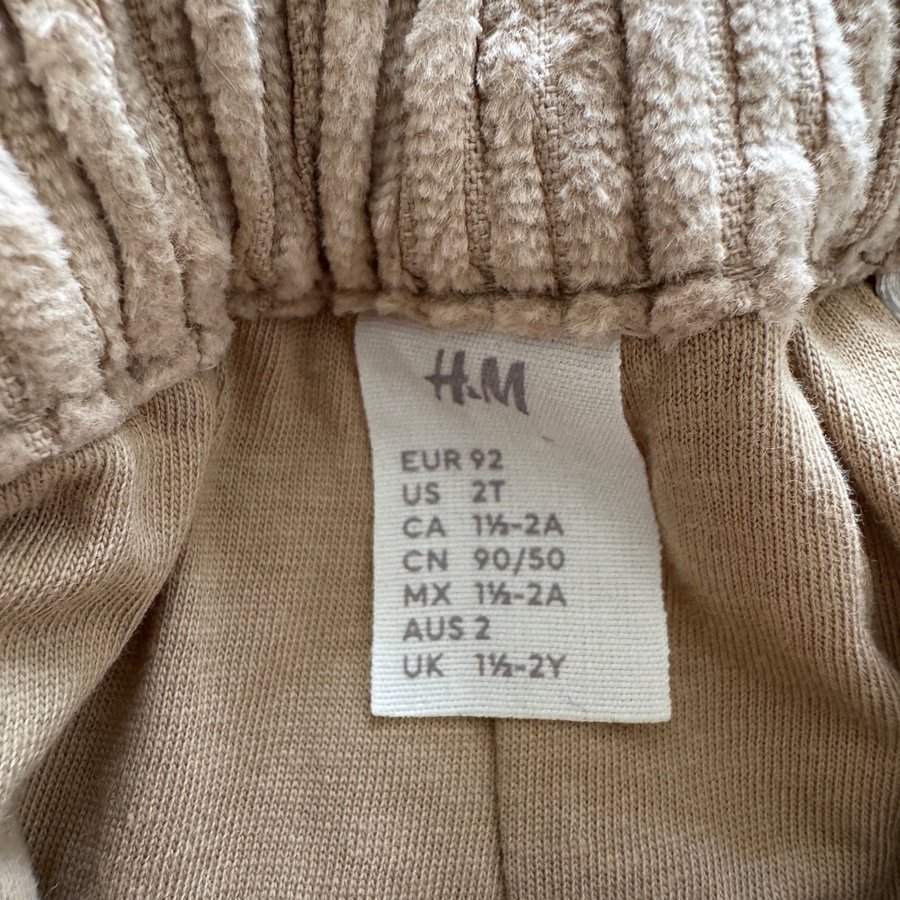 H&M
EUR 92
US 2T
CA 1½-2A
CN 90/50
MX 1½-2A
AUS 2
UK 1½-2Y